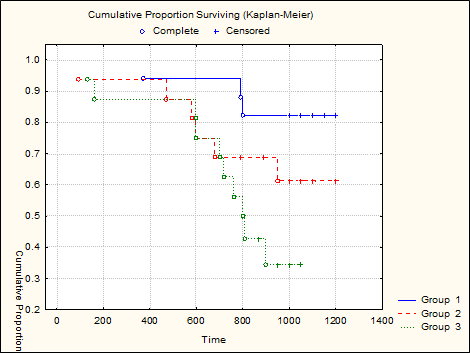 Cumulative Proportion Surviving (Kaplan-Meier)
Complete Censored
1.0
0.9
0.8
0.7
0.6
0.5
0.4
0.3
0.2
Cumulative Proportion
0 200 400 600 800 1000 1200 1400
Time
Group 1
Group 2
Group 3